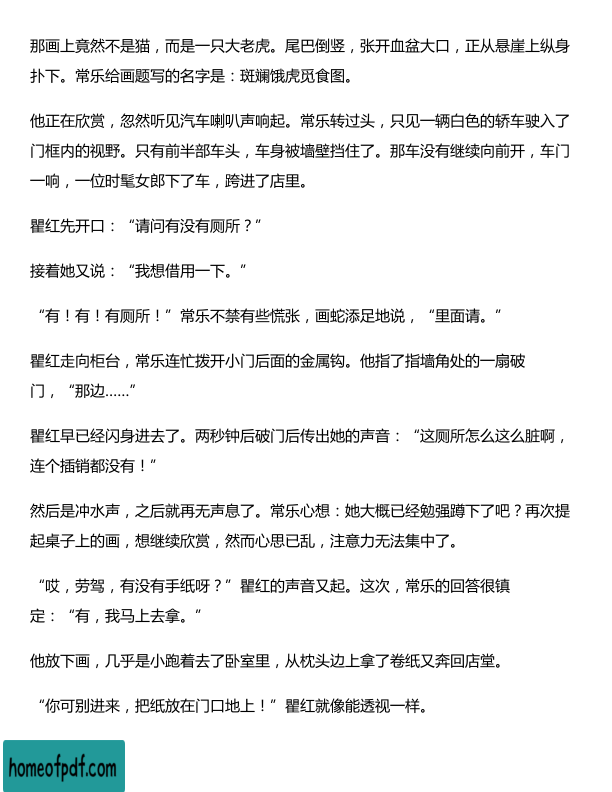 那画上竟然不是猫，而是一只大老虎。尾巴倒竖，张开血盆大口，正从悬崖上纵身
扑下。常乐给画题写的名字是：斑斓饿虎觅食图。
他正在欣赏，忽然听见汽车喇叭声响起。常乐转过头，只见一辆白色的轿车驶入了
门框内的视野。只有前半部车头，车身被墙壁挡住了。那车没有继续向前开，车门
一响，一位时髦女郎下了车，跨进了店里。
瞿红先开口：“请问有没有厕所？”
接着她又说：“我想借用一下。”
“有！有！有厕所！”常乐不禁有些慌张，画蛇添足地说，“里面请。”
瞿红走向柜台，常乐连忙拨开小门后面的金属钩。他指了指墙角处的一扇破
门，“那边……”
瞿红早已经闪身进去了。两秒钟后破门后传出她的声音：“这厕所怎么这么脏啊，
连个插销都没有！”
然后是冲水声，之后就再无声息了。常乐心想：她大概已经勉强蹲下了吧？再次提
起桌子上的画，想继续欣赏，然而心思已乱，注意力无法集中了。
“哎，劳驾，有没有手纸呀？”瞿红的声音又起。这次，常乐的回答很镇
定：“有，我马上去拿。”
他放下画，几乎是小跑着去了卧室里，从枕头边上拿了卷纸又奔回店堂。
“你可别进来，把纸放在门口地上！”瞿红就像能透视一样。
homeofpdf.com